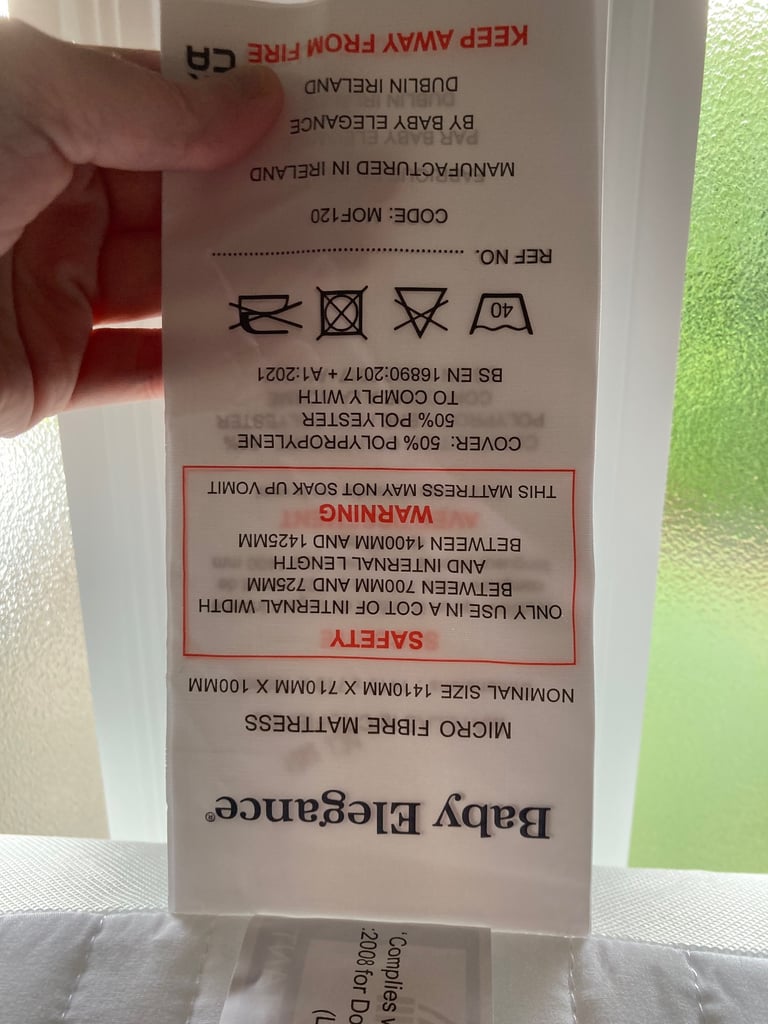 Baby Elegance®
MICRO FIBRE MATTRESS
NOMINAL SIZE 1410MM X 710MM X 100MM
SAFETY
ONLY USE IN A COT OF INTERNAL WIDTH
BETWEEN 700MM AND 725MM
AND INTERNAL LENGTH
BETWEEN 1400MM AND 1425MM
WARNING
THIS MATTRESS MAY NOT SOAK UP VOMIT
COVER: 50% POLYPROPYLENE
50% POLYESTER
TO COMPLY WITH
BS EN 16890:2017 + A1:2021
40
REF NO. ........................................
CODE: MOF120
MANUFACTURED IN IRELAND
BY BABY ELEGANCE
DUBLIN IRELAND
KEEP AWAY FROM FIRE
CA
'Complies
:2008 for Do
(L